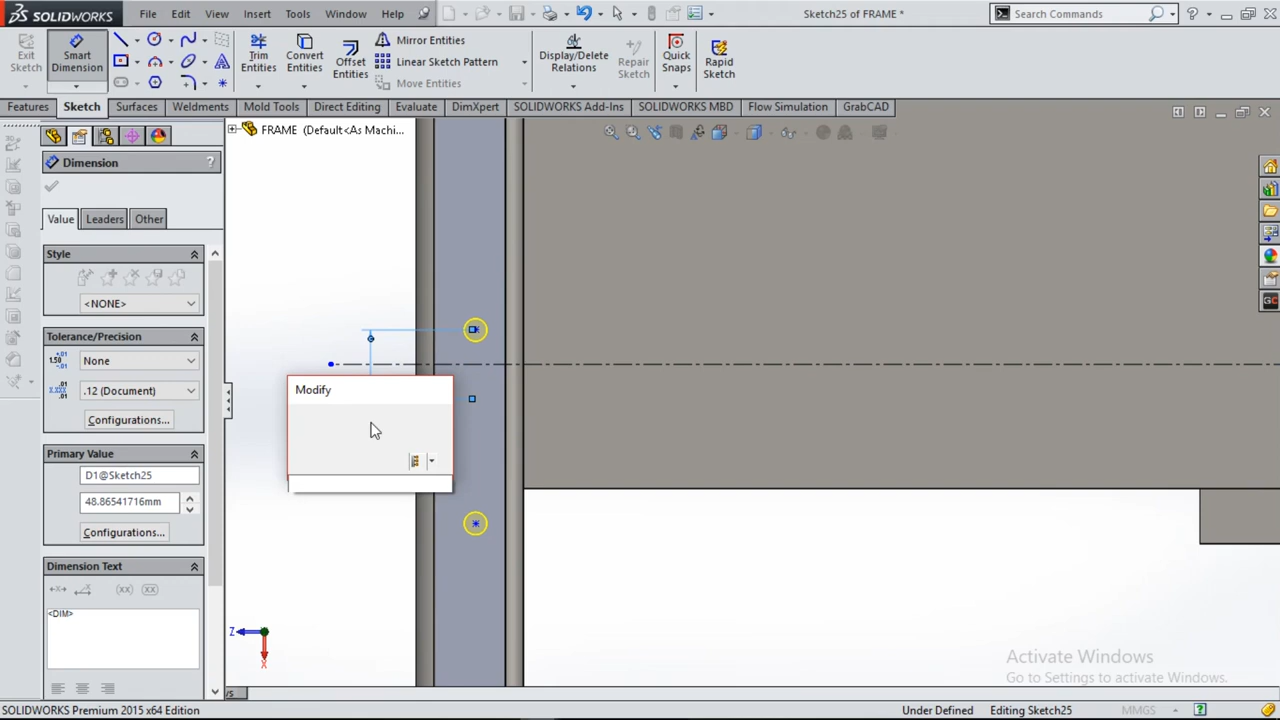 SOLIDWORKS File Edit View Insert Tools Window Help Sketch25 of FRAME * Search Commands ?
Exit Sketch Smart Dimension Trim Entities Convert Entities Offset Entities Mirror Entities Linear Sketch Pattern Move Entities Display/Delete Relations Repair Sketch Quick Snaps Rapid Sketch
Features Sketch Surfaces Weldments Mold Tools Direct Editing Evaluate DimXpert SOLIDWORKS Add-Ins SOLIDWORKS MBD Flow Simulation GrabCAD
FRAME (Default<As Machi...
Dimension ?
Value Leaders Other
Style
<NONE>
Tolerance/Precision
None
.12 (Document)
Configurations...
Primary Value
D1@Sketch25
48.86541716mm
Configurations...
Dimension Text
(xx) (xx)
<DIM>
Modify
Z
X
Activate Windows
Go to Settings to activate Windows.
SOLIDWORKS Premium 2015 x64 Edition Under Defined Editing Sketch25 MMGS ?